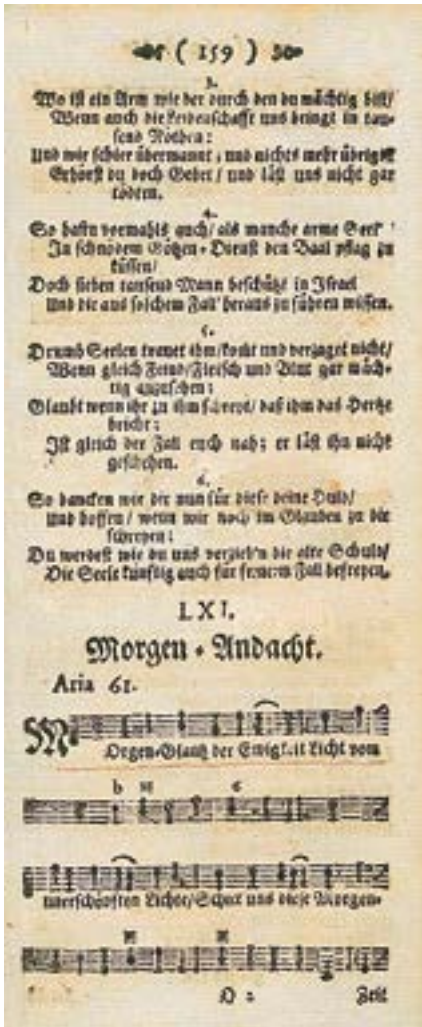 ( 159 )
3.
Wo ist ein Arm wie der durch den du mächtig bist/
Wenn auch die Leidenschafft uns bringt in tau-
send Nöthen:
Und wir schier übermannt; und nichts mehr übrig ist
Erhörst du doch Gebet / und läst uns nicht gar
tödten.
4.
So hastu vormahls auch/ als manche arme Seel'
In schnödem Götzen-Dienst den Baal pflag zu
küssen/
Doch sieben tausend Mann beschützt in Israel
Und die aus solchem Fall heraus zu führen wissen.
5.
Drumb Seelen trauet ihm/ komt und verzaget nicht/
Wann gleich Feind/Fleisch und Blut gar mäch-
tig anzusehen:
Glaubt wenn ihr zu ihm schreyt/ daß ihm das Hertze
bricht:
Ist gleich der Fall euch nah; er läst ihn nicht
geschehen.
6.
So dancken wir dir nun für diese deine Huld/
Und hoffen / wenn wir noch im Glauben zu dir
schreyen:
Du werdest wie du uns verzieh'n die alte Schuld/
Die Seele künftig auch für fernerm Fall befreyen.
LXI.
Morgen-Andacht.
Aria 61.
MOrgen-Glantz der Ewigkeit Licht vom
b 6
unerschöpften Lichte/Schick uns diese Morgen-
O 2 Zeit